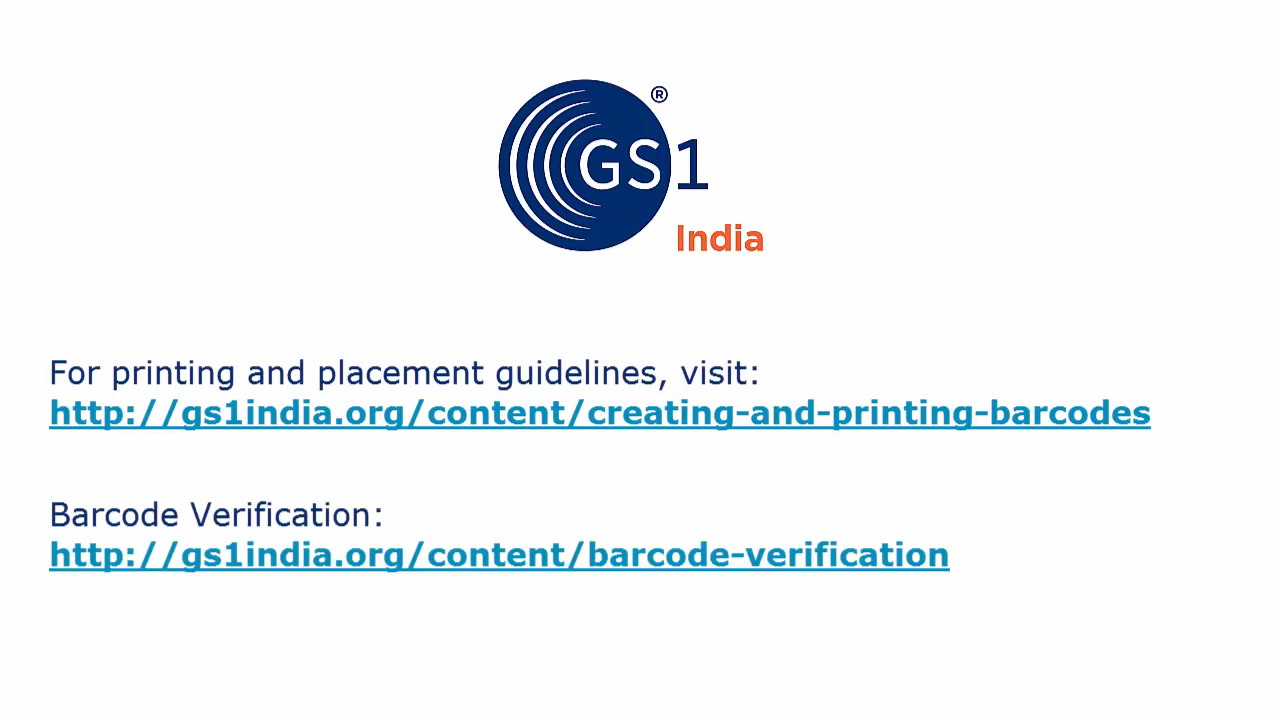 GS1 ®
India
For printing and placement guidelines, visit:
http://gs1india.org/content/creating-and-printing-barcodes
Barcode Verification:
http://gs1india.org/content/barcode-verification